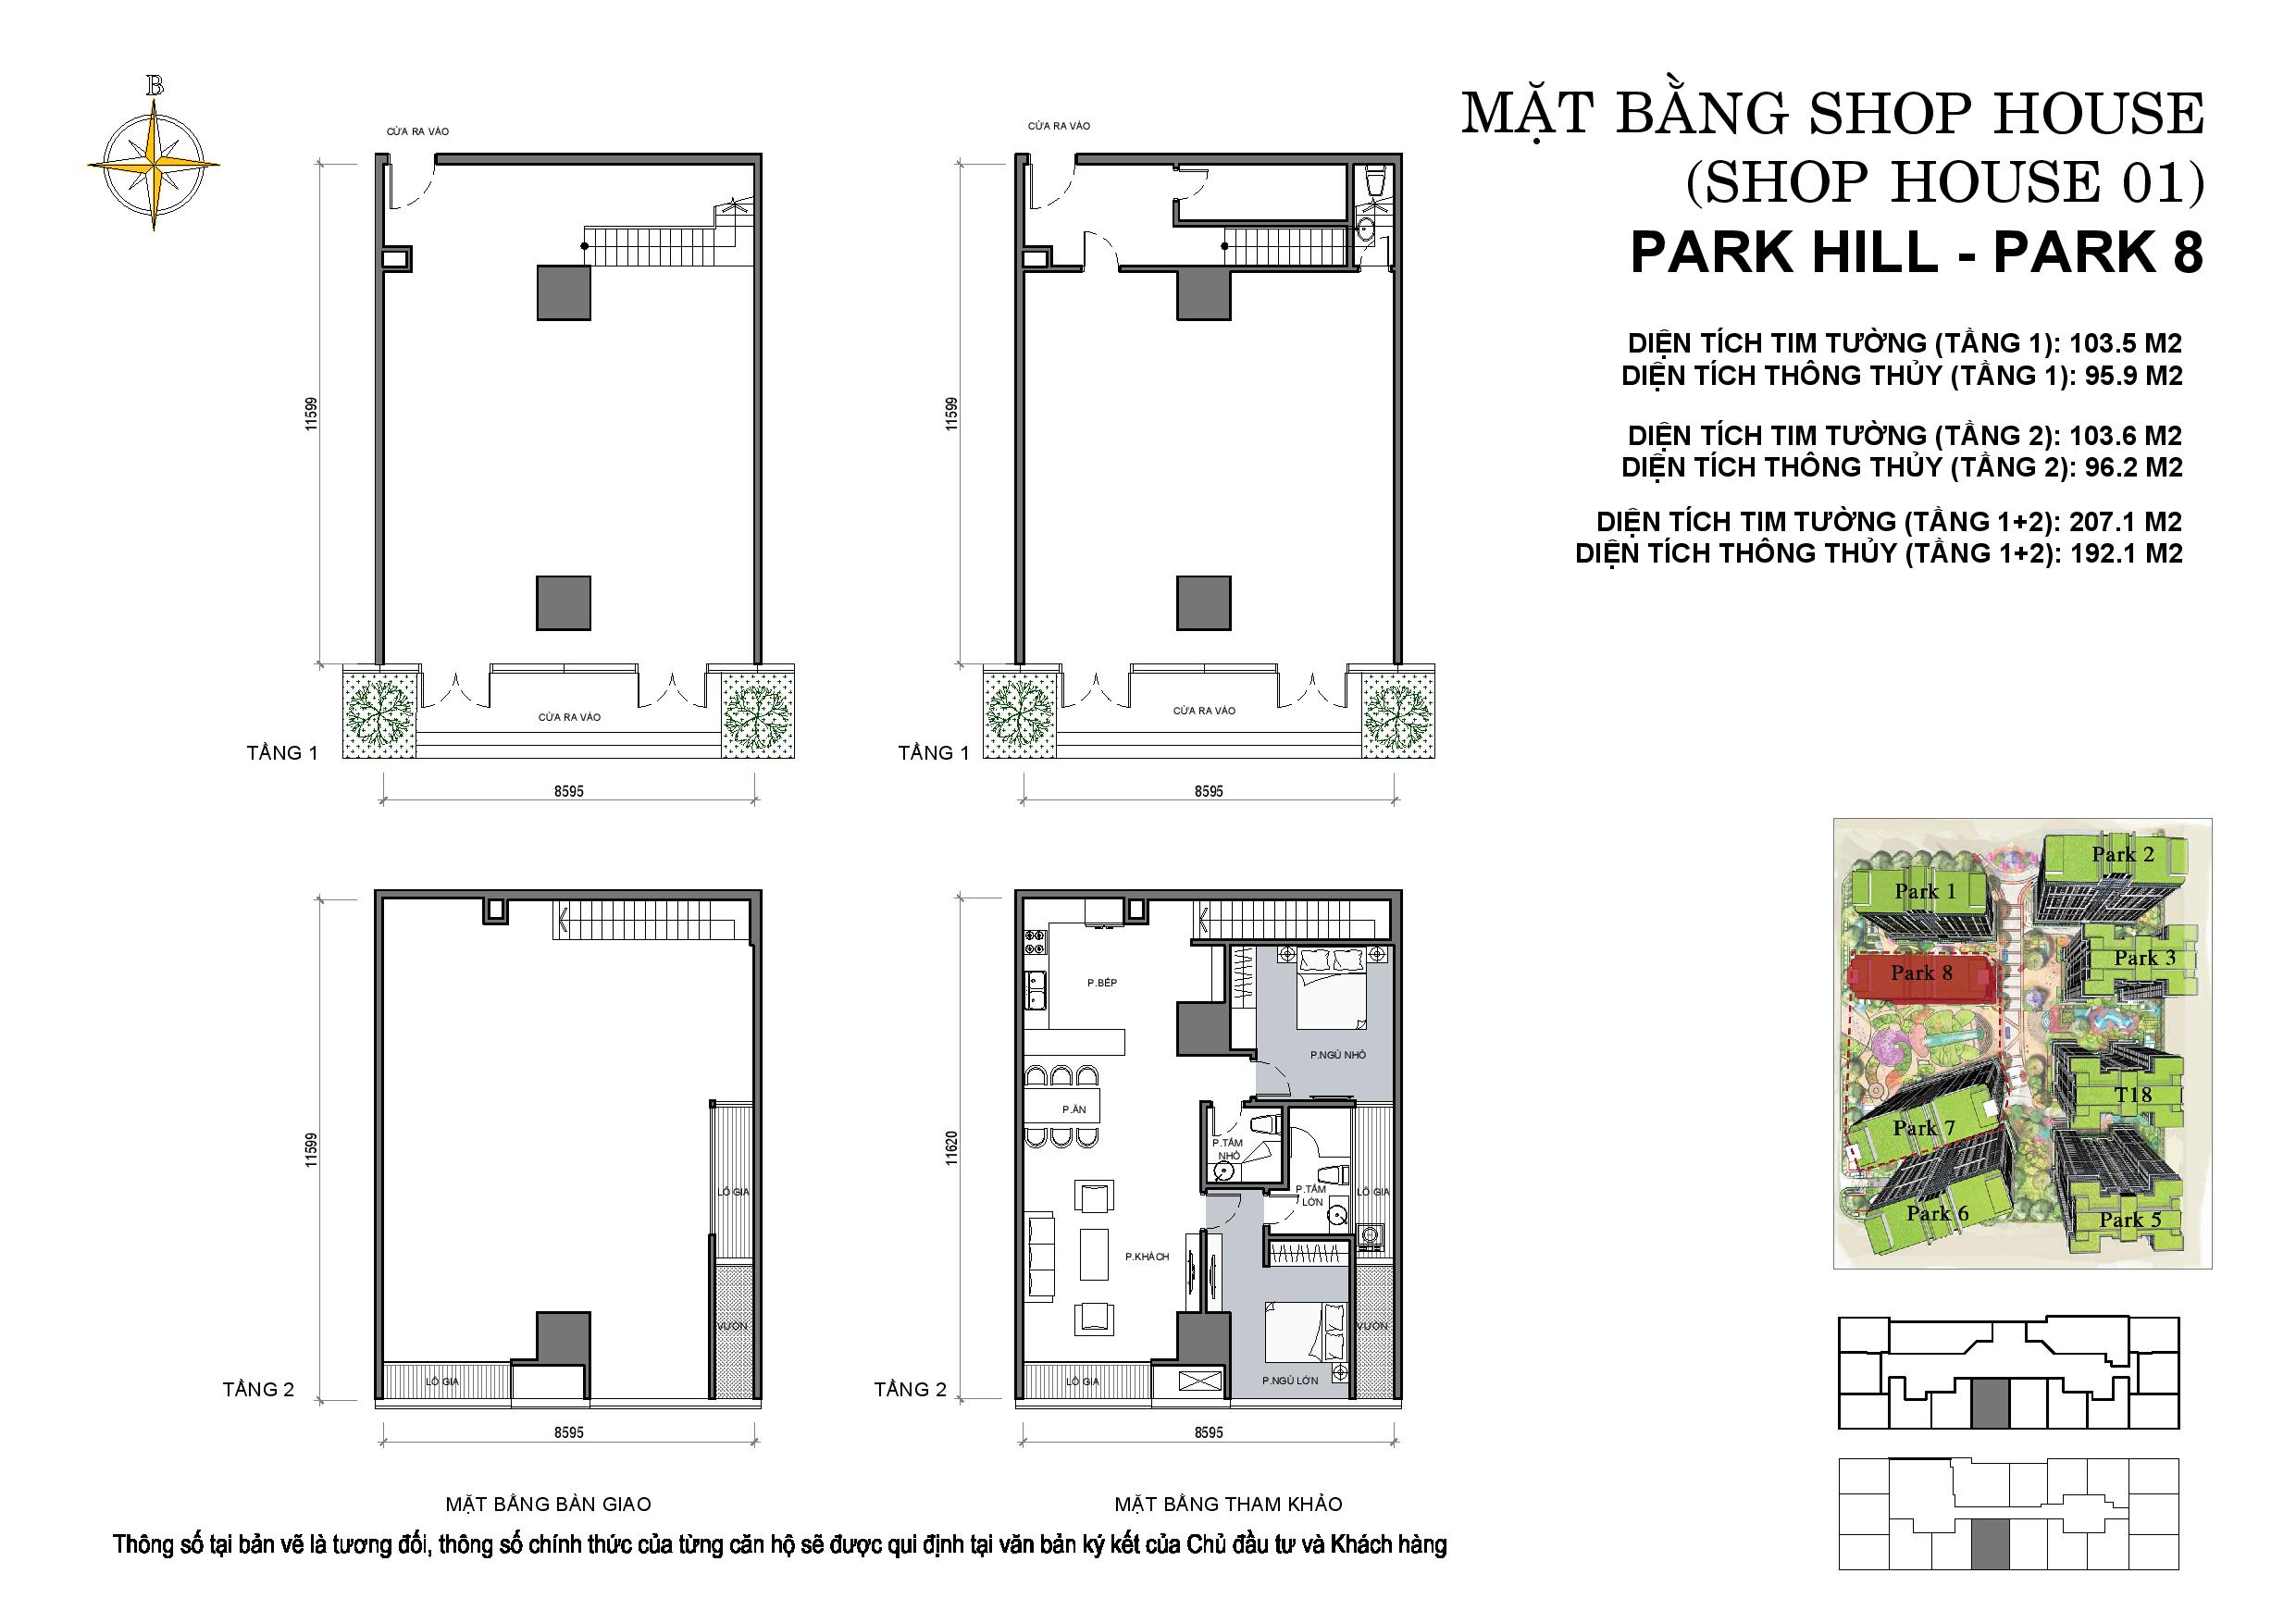 B
MẶT BẰNG SHOP HOUSE
(SHOP HOUSE 01)
PARK HILL - PARK 8
DIỆN TÍCH TIM TƯỜNG (TẦNG 1): 103.5 M2
DIỆN TÍCH THÔNG THỦY (TẦNG 1): 95.9 M2
DIỆN TÍCH TIM TƯỜNG (TẦNG 2): 103.6 M2
DIỆN TÍCH THÔNG THỦY (TẦNG 2): 96.2 M2
DIỆN TÍCH TIM TƯỜNG (TẦNG 1+2): 207.1 M2
DIỆN TÍCH THÔNG THỦY (TẦNG 1+2): 192.1 M2
CỬA RA VÀO
11599
CỬA RA VÀO
TẦNG 1
8595
CỬA RA VÀO
11599
CỬA RA VÀO
TẦNG 1
8595
11599
LÔ GIA
VƯỜN
LÔ GIA
TẦNG 2
8595
P.BẾP
P.NGỦ NHỎ
P.ĂN
P.TẮM
NHỎ
11620
P.TẮM
LỚN
LÔ GIA
P.KHÁCH
VƯỜN
LÔ GIA
P.NGỦ LỚN
TẦNG 2
8595
Park 2
Park 1
Park 3
Park 8
T18
Park 7
Park 6
Park 5
MẶT BẰNG BÀN GIAO
MẶT BẰNG THAM KHẢO
Thông số tại bản vẽ là tương đối, thông số chính thức của từng căn hộ sẽ được qui định tại văn bản ký kết của Chủ đầu tư và Khách hàng